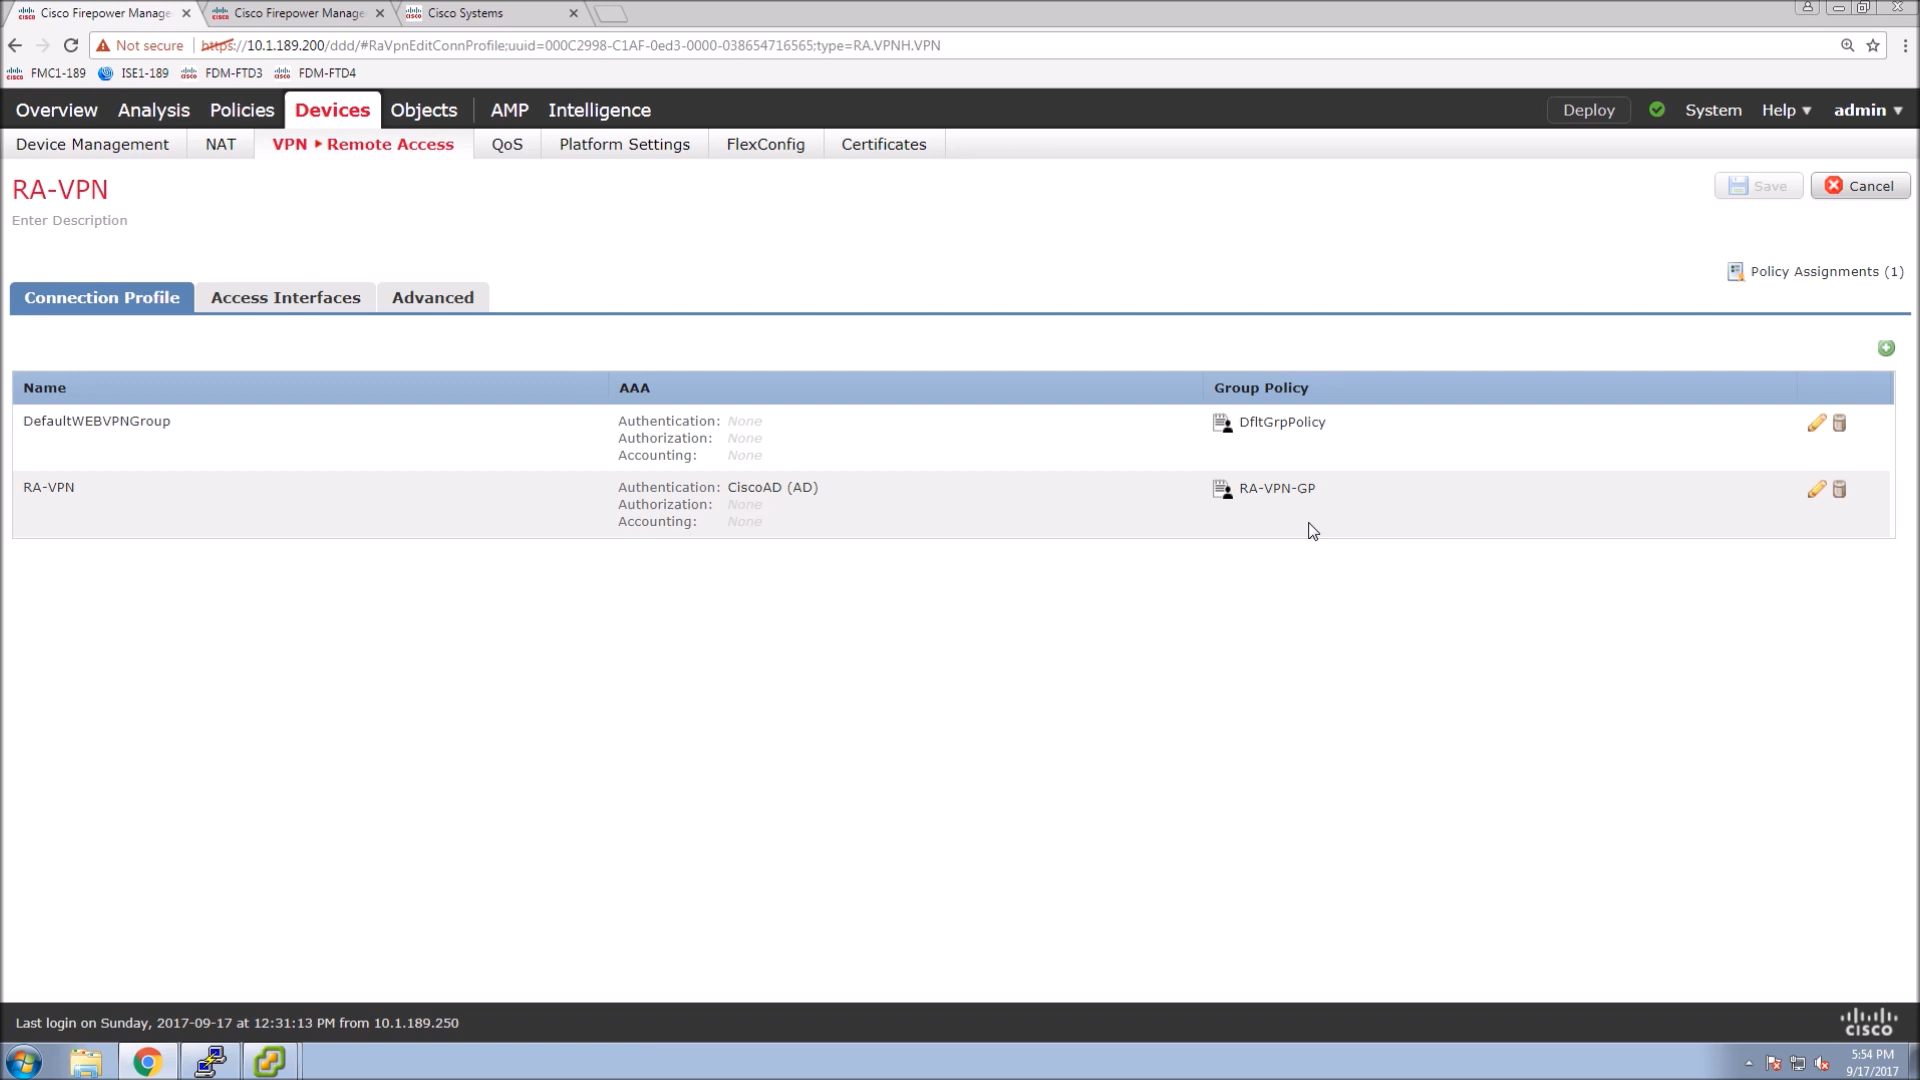 Cisco Firepower Manage
Cisco Firepower Manage
Cisco Systems
Not secure
https://10.1.189.200/ddd/#RaVpnEditConnProfile;uuid=000C2998-C1AF-0ed3-0000-038654716565;type=RA.VPNH.VPN
FMC1-189 ISE1-189 FDM-FTD3 FDM-FTD4
Overview Analysis Policies Devices Objects AMP Intelligence Deploy System Help admin
Device Management NAT VPN Remote Access QoS Platform Settings FlexConfig Certificates
RA-VPN
Save Cancel
Enter Description
Policy Assignments (1)
Connection Profile Access Interfaces Advanced
Name AAA Group Policy
DefaultWEBVPNGroup Authentication: None DfltGrpPolicy
Authorization: None
Accounting: None
RA-VPN Authentication: CiscoAD (AD) RA-VPN-GP
Authorization: None
Accounting: None
Last login on Sunday, 2017-09-17 at 12:31:13 PM from 10.1.189.250
CISCO
5:54 PM
9/17/2017